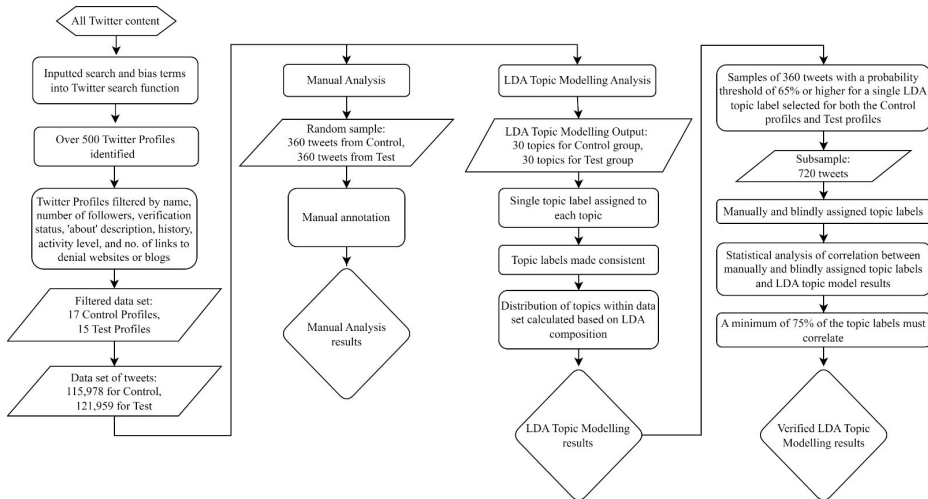 All Twitter content
Inputted search and bias terms
into Twitter search function
Over 500 Twitter Profiles
identified
Twitter Profiles filtered by name,
number of followers, verification
status, 'about' description, history,
activity level, and no. of links to
denial websites or blogs
Filtered data set:
17 Control Profiles,
15 Test Profiles
Data set of tweets:
115,978 for Control,
121,959 for Test
Manual Analysis
Random sample:
360 tweets from Control,
360 tweets from Test
Manual annotation
Manual Analysis
results
LDA Topic Modelling Analysis
LDA Topic Modelling Output:
30 topics for Control group,
30 topics for Test group
Single topic label assigned to
each topic
Topic labels made consistent
Distribution of topics within data
set calculated based on LDA
composition
LDA Topic Modelling
results
Samples of 360 tweets with a probability
threshold of 65% or higher for a single LDA
topic label selected for both the Control
profiles and Test profiles
Subsample:
720 tweets
Manually and blindly assigned topic labels
Statistical analysis of correlation between
manually and blindly assigned topic labels
and LDA topic model results
A minimum of 75% of the topic labels must
correlate
Verified LDA Topic
Modelling results